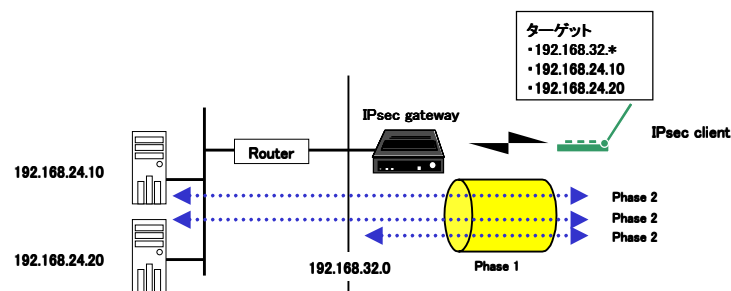 ターゲット
・192.168.32.*
・192.168.24.10
・192.168.24.20
IPsec gateway
IPsec client
Router
192.168.24.10
Phase 2
Phase 2
Phase 2
192.168.24.20
192.168.32.0
Phase 1